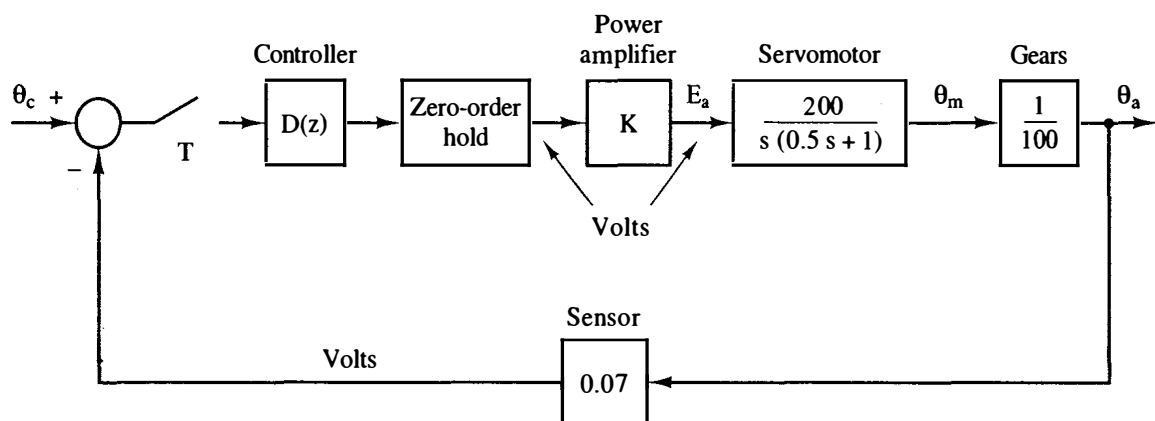 Power
Controller
amplifier
Servomotor
Gears
θc +
D(z)
Zero-order
hold
K
Ea
200
s (0.5 s + 1)
θm
1
100
θa
T
−
Volts
Sensor
Volts
0.07